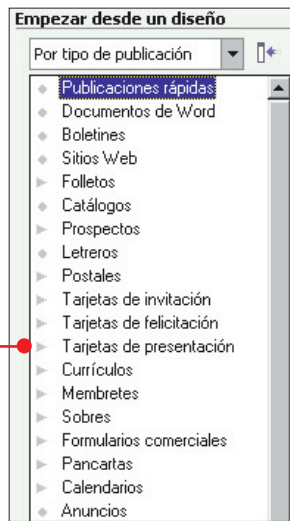 Empezar desde un diseño
Por tipo de publicación
Publicaciones rápidas
Documentos de Word
Boletines
Sitios Web
Folletos
Catálogos
Prospectos
Letreros
Postales
Tarjetas de invitación
Tarjetas de felicitación
Tarjetas de presentación
Currículos
Membretes
Sobres
Formularios comerciales
Pancartas
Calendarios
Anuncios